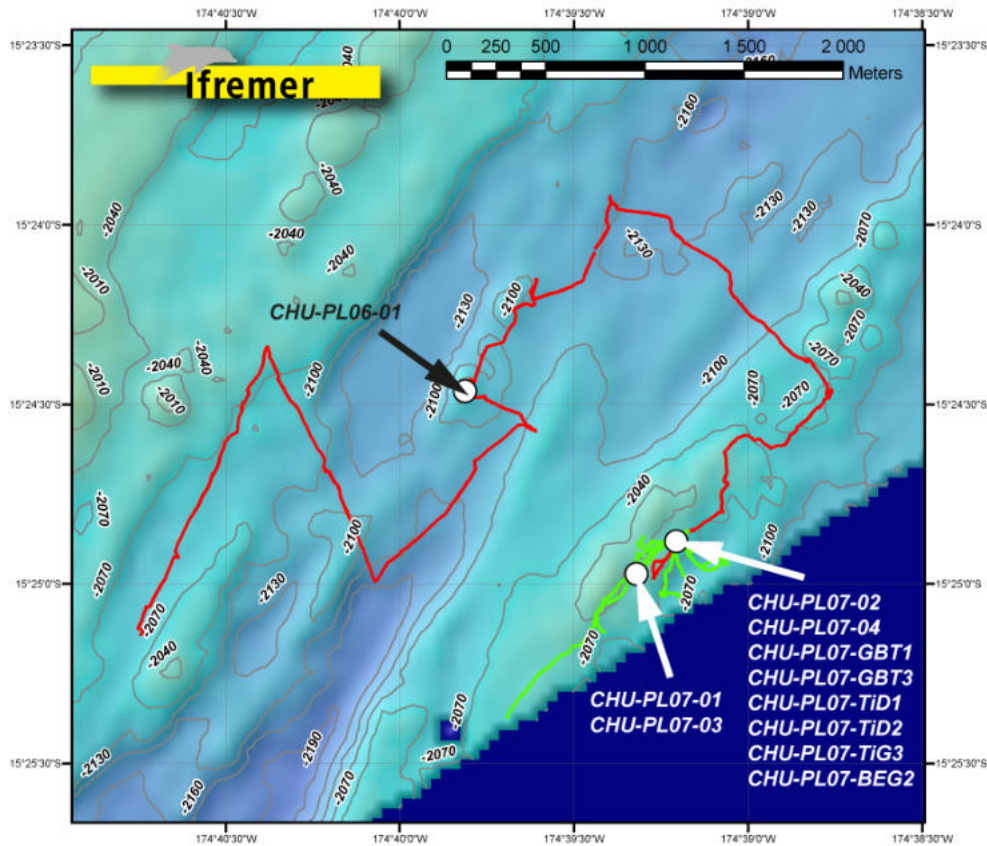 174°40'30"W
174°40'0"W
174°39'30"W
174°39'0"W
174°38'30"W
15°23'30"S
15°23'30"S
Ifremer
0 250 500 1 000 1 500 2 000
Meters
-2160
-2040
-2160
-2040
-2040
-2130
-2130
-2070
15°24'0"S
15°24'0"S
-2040
-2130
-2040
-2010
-2100
-2040
CHU-PL06-01
-2130
-2070
-2040
-2040
-2100
-2100
-2070
-2010
-2010
-2100
-2070
15°24'30"S
15°24'30"S
-2040
-2070
-2100
-2100
15°25'0"S
15°25'0"S
-2070
-2130
-2070
CHU-PL07-02
-2070
CHU-PL07-04
-2040
-2070
CHU-PL07-GBT1
CHU-PL07-GBT3
CHU-PL07-01
CHU-PL07-TiD1
CHU-PL07-03
CHU-PL07-TiD2
-2070
-2190
CHU-PL07-TiG3
-2130
-2070
CHU-PL07-BEG2
15°25'30"S
15°25'30"S
-2160
-2070
174°40'30"W
174°40'0"W
174°39'30"W
174°39'0"W
174°38'30"W